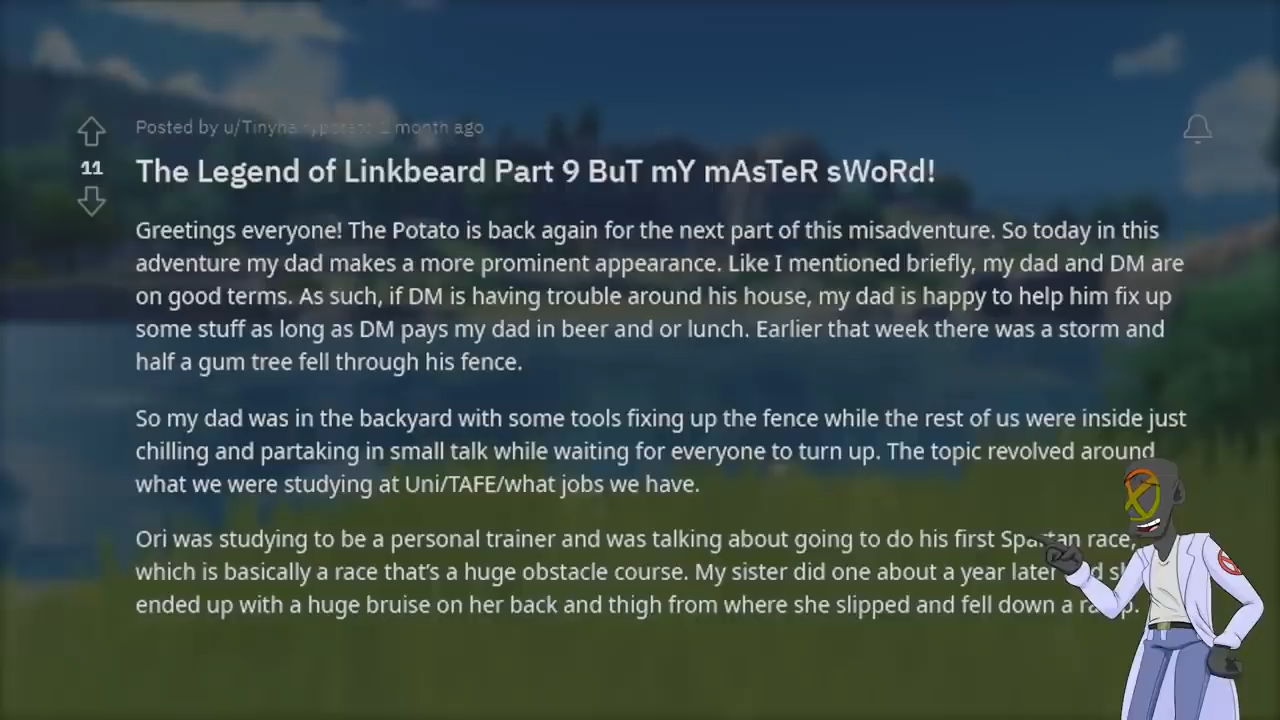 Posted by u/Tinyhappypotato 1 month ago
11
The Legend of Linkbeard Part 9 BuT mY mAsTeR sWoRd!
Greetings everyone! The Potato is back again for the next part of this misadventure. So today in this
adventure my dad makes a more prominent appearance. Like I mentioned briefly, my dad and DM are
on good terms. As such, if DM is having trouble around his house, my dad is happy to help him fix up
some stuff as long as DM pays my dad in beer and or lunch. Earlier that week there was a storm and
half a gum tree fell through his fence.
So my dad was in the backyard with some tools fixing up the fence while the rest of us were inside just
chilling and partaking in small talk while waiting for everyone to turn up. The topic revolved around
what we were studying at Uni/TAFE/what jobs we have.
Ori was studying to be a personal trainer and was talking about going to do his first Spartan race,
which is basically a race that's a huge obstacle course. My sister did one about a year later and she
ended up with a huge bruise on her back and thigh from where she slipped and fell down a ramp.